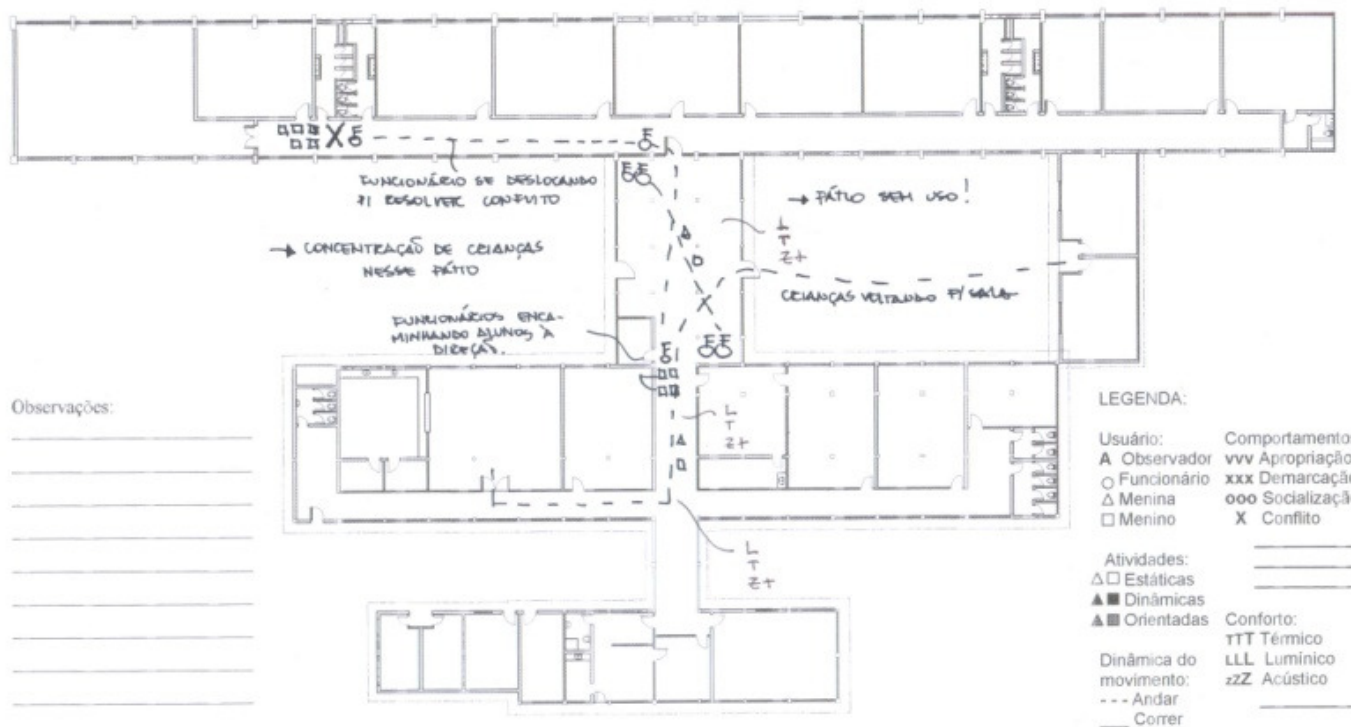 FUNCIONÁRIO SE DESLOCANDO
P/ RESOLVER CONFLITO
→ PÁTIO SEM USO!
L
T
Z+
→ CONCENTRAÇÃO DE CRIANÇAS
NESSE PÁTIO
CRIANÇAS VOLTANDO P/ SALA
FUNCIONÁRIOS ENCA-
MINHANDO ALUNOS À
DIREÇÃO.
L
T
Z+
L
T
Z+
Observações:
LEGENDA:
Usuário:
A Observador
○ Funcionário
△ Menina
□ Menino
Comportamento
vvv Apropriação
xxx Demarcação
ooo Socialização
X Conflito
Atividades:
△□ Estáticas
▲■ Dinâmicas
▲■ Orientadas
Dinâmica do
movimento:
--- Andar
___ Correr
Conforto:
TTT Térmico
LLL Lumínico
zZZ Acústico